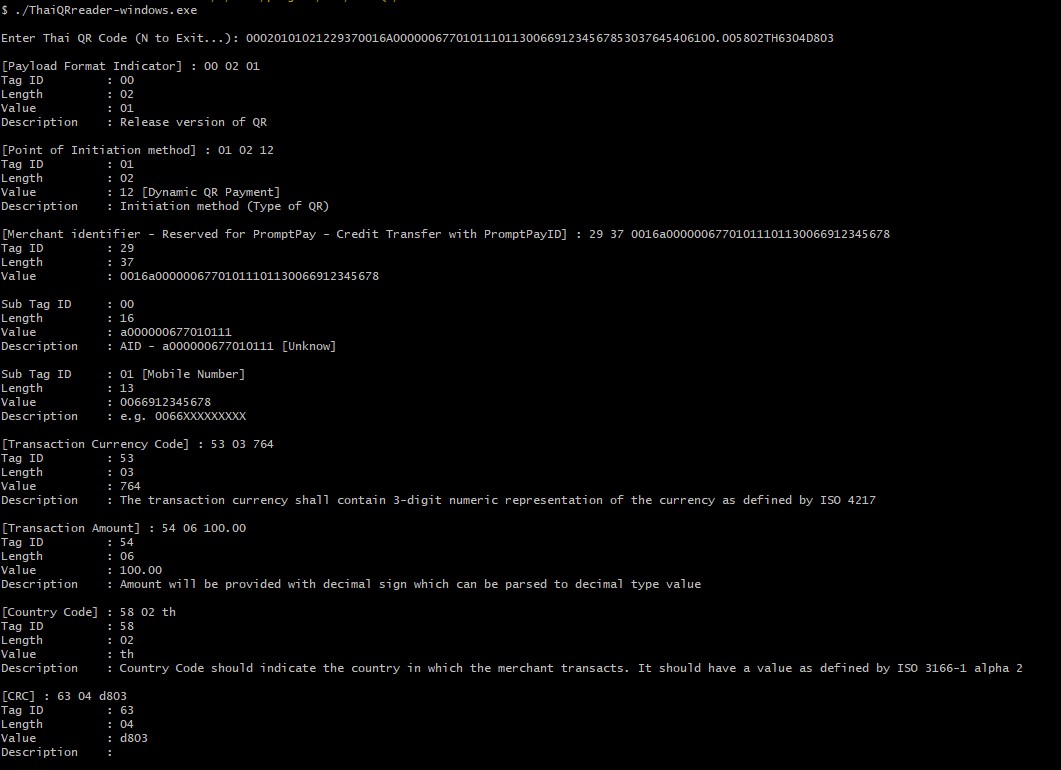 $ ./ThaiQRreader-windows.exe
Enter Thai QR Code (N to Exit...): 00020101021229370016A000000677010111011300669123456785303764540​6100.005802TH6304D803
[Payload Format Indicator] : 00 02 01
Tag ID : 00
Length : 02
Value : 01
Description : Release version of QR
[Point of Initiation method] : 01 02 12
Tag ID : 01
Length : 02
Value : 12 [Dynamic QR Payment]
Description : Initiation method (Type of QR)
[Merchant identifier - Reserved for PromptPay - Credit Transfer with PromptPayID] : 29 37 0016a00000067701011101130066912345678
Tag ID : 29
Length : 37
Value : 0016a00000067701011101130066912345678
Sub Tag ID : 00
Length : 16
Value : a000000677010111
Description : AID - a000000677010111 [Unknow]
Sub Tag ID : 01 [Mobile Number]
Length : 13
Value : 0066912345678
Description : e.g. 0066XXXXXXXXX
[Transaction Currency Code] : 53 03 764
Tag ID : 53
Length : 03
Value : 764
Description : The transaction currency shall contain 3-digit numeric representation of the currency as defined by ISO 4217
[Transaction Amount] : 54 06 100.00
Tag ID : 54
Length : 06
Value : 100.00
Description : Amount will be provided with decimal sign which can be parsed to decimal type value
[Country Code] : 58 02 th
Tag ID : 58
Length : 02
Value : th
Description : Country Code should indicate the country in which the merchant transacts. It should have a value as defined by ISO 3166-1 alpha 2
[CRC] : 63 04 d803
Tag ID : 63
Length : 04
Value : d803
Description :